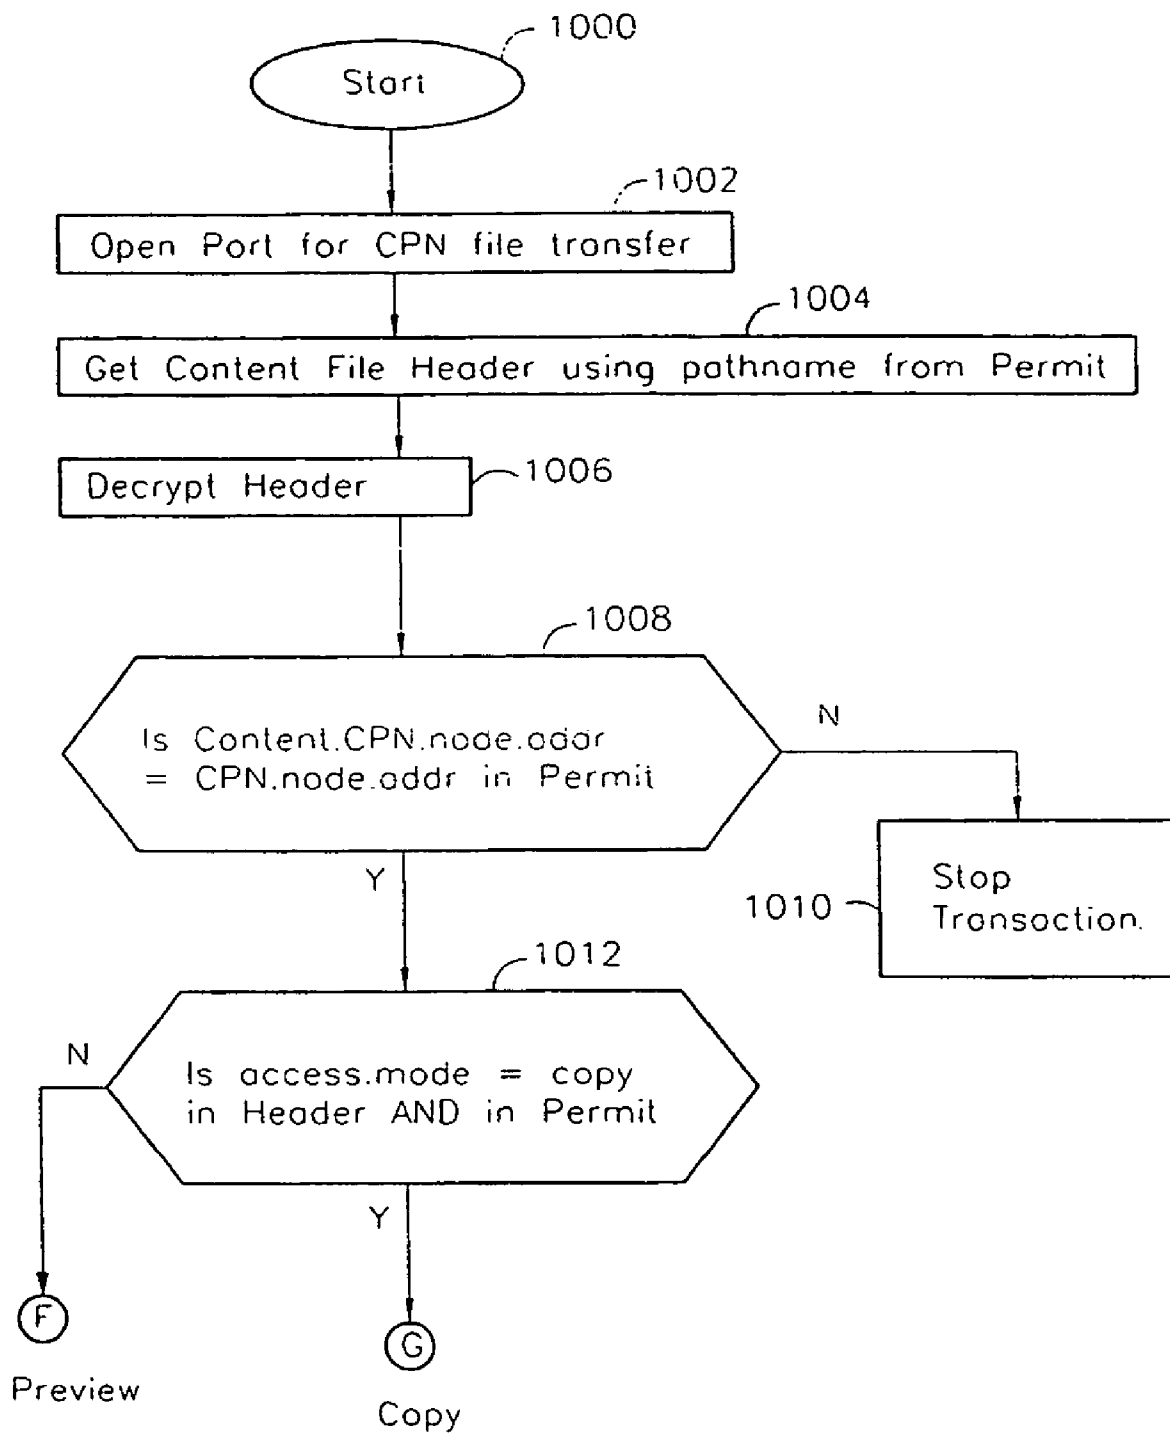 1000
Start
1002
Open Port for CPN file transfer
1004
Get Content File Header using pathname from Permit
Decrypt Header
1006
1008
Is Content.CPN.node.addr
= CPN.node.addr in Permit
N
Y
Stop
Transaction.
1010
1012
Is access.mode = copy
in Header AND in Permit
N
Y
F
Preview
G
Copy